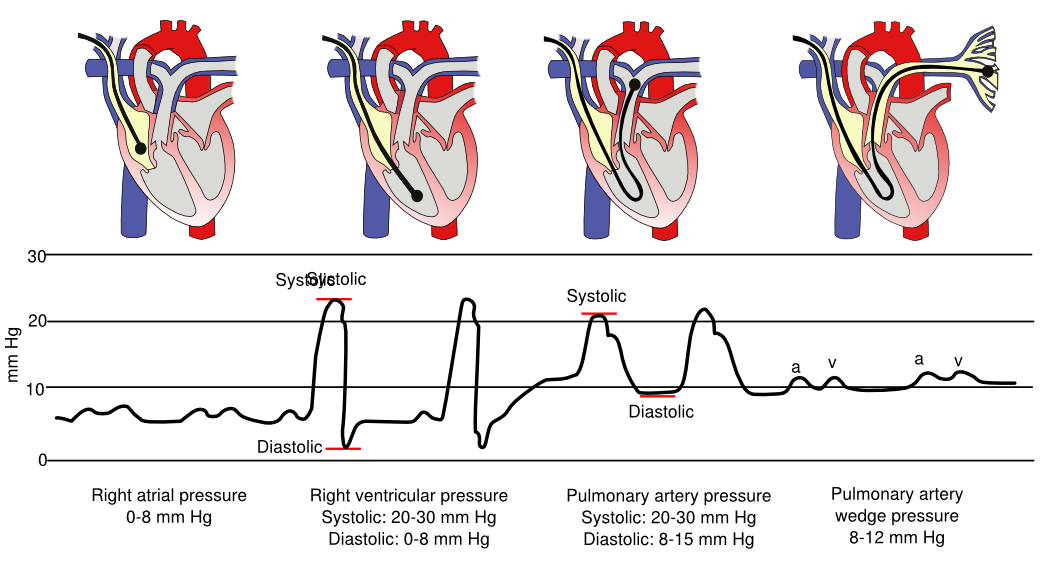 30
Systolic
Systolic
Systolic
20
mm Hg
a
v
a
v
10
Diastolic
Diastolic
0
Right atrial pressure
0-8 mm Hg
Right ventricular pressure
Systolic: 20-30 mm Hg
Diastolic: 0-8 mm Hg
Pulmonary artery pressure
Systolic: 20-30 mm Hg
Diastolic: 8-15 mm Hg
Pulmonary artery
wedge pressure
8-12 mm Hg